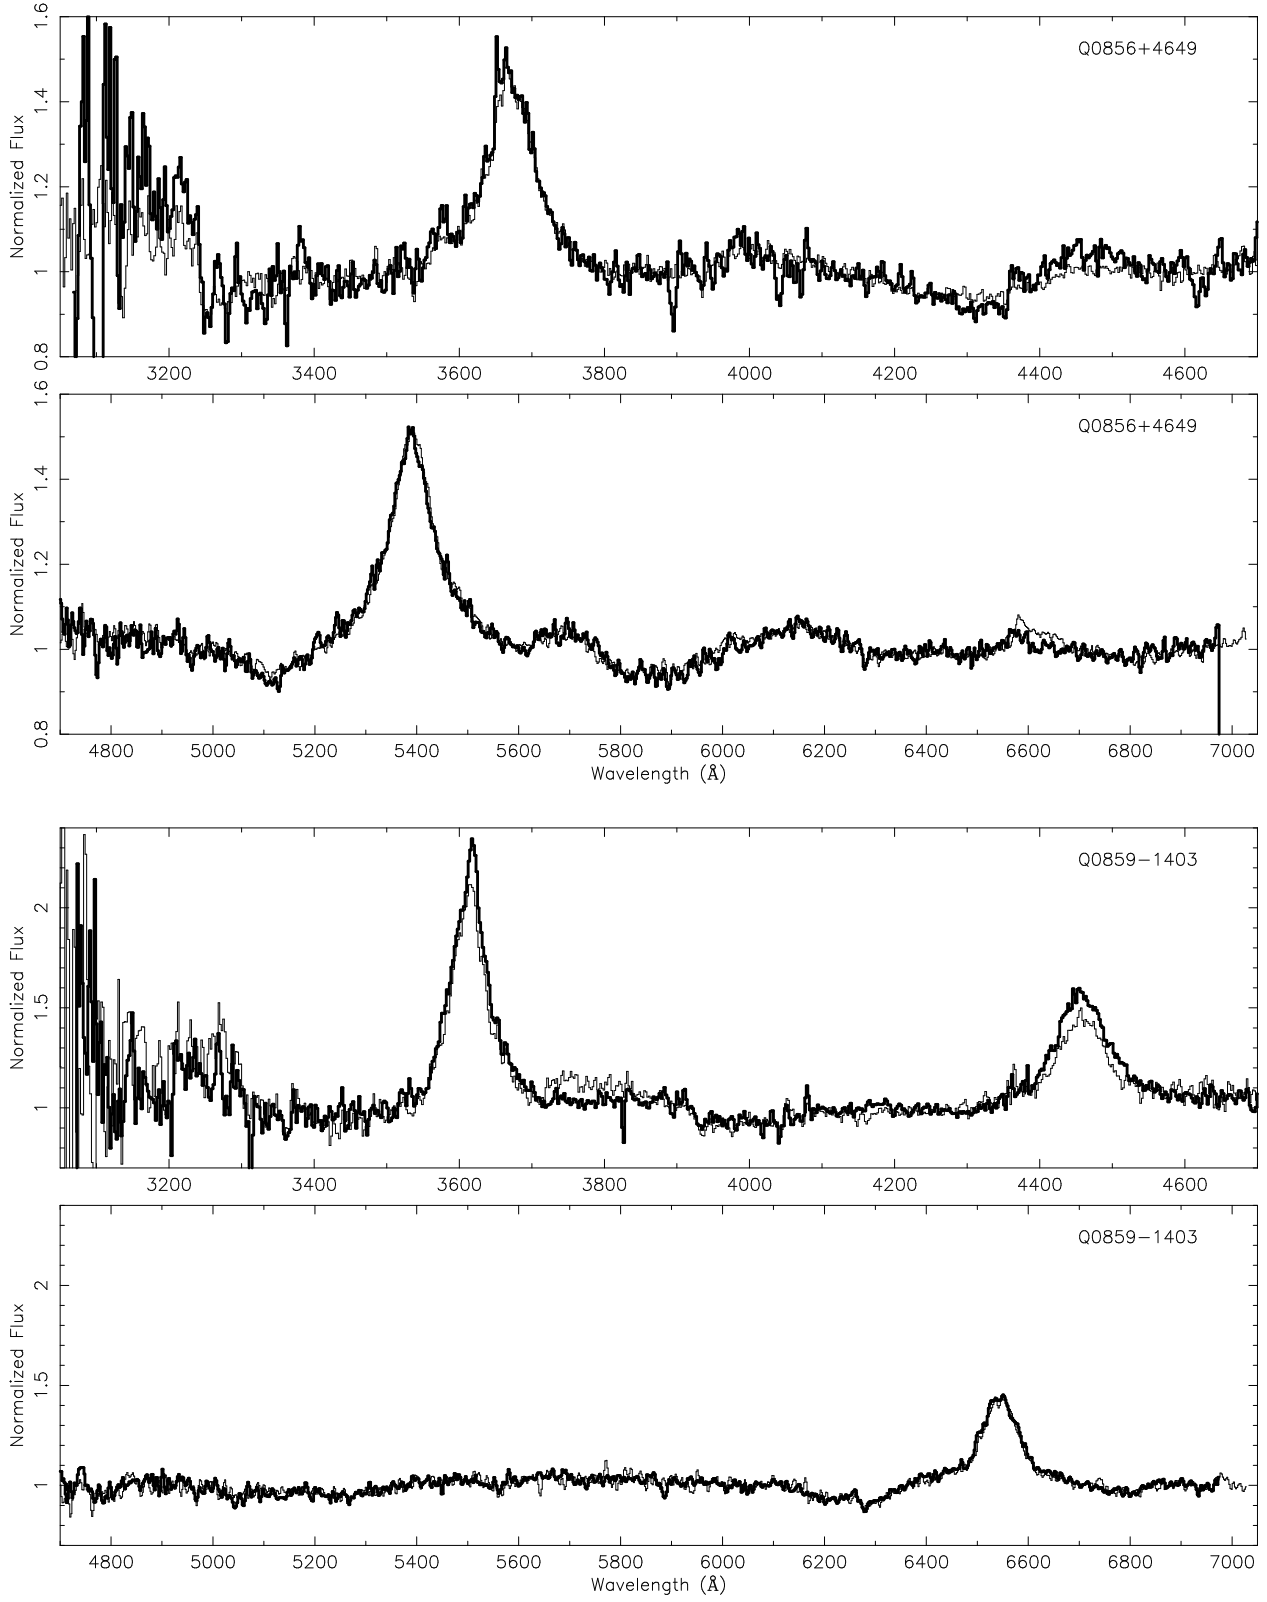 Normalized Flux
0.8 1 1.2 1.4 1.6
Q0856+4649
3200 3400 3600 3800 4000 4200 4400 4600
Normalized Flux
0.8 1 1.2 1.4 1.6
Q0856+4649
4800 5000 5200 5400 5600 5800 6000 6200 6400 6600 6800 7000
Wavelength (Å)
Normalized Flux
1 1.5 2
Q0859−1403
3200 3400 3600 3800 4000 4200 4400 4600
Normalized Flux
1 1.5 2
Q0859−1403
4800 5000 5200 5400 5600 5800 6000 6200 6400 6600 6800 7000
Wavelength (Å)